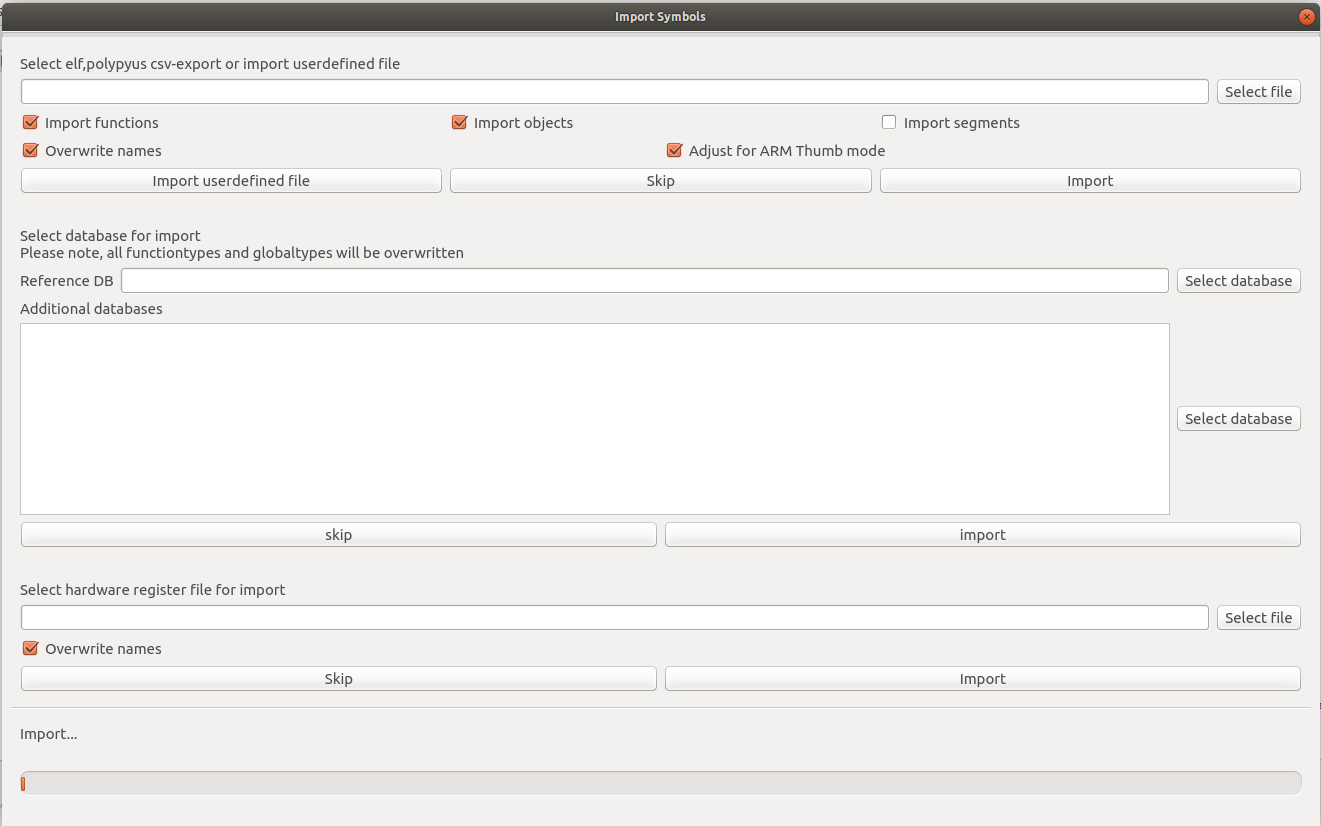 Import Symbols
Select elf,polypyus csv-export or import userdefined file
Select file
Import functions
Import objects
Import segments
Overwrite names
Adjust for ARM Thumb mode
Import userdefined file
Skip
Import
Select database for import
Please note, all functiontypes and globaltypes will be overwritten
Reference DB
Select database
Additional databases
Select database
skip
import
Select hardware register file for import
Select file
Overwrite names
Skip
Import
Import...